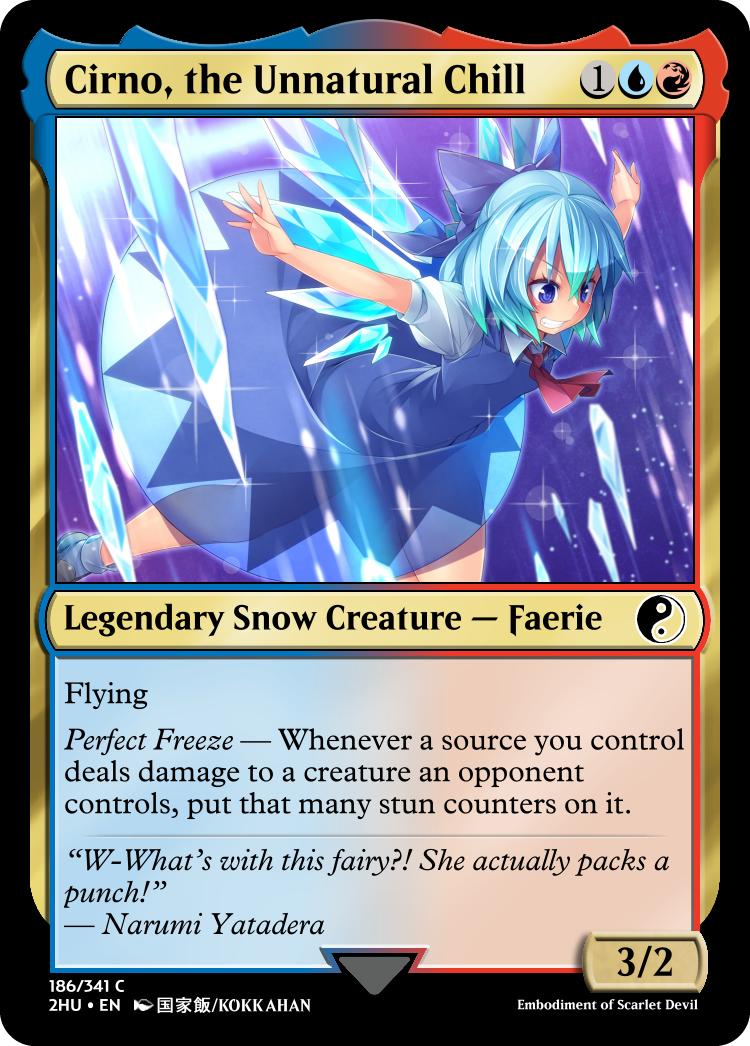 Cirno, the Unnatural Chill 1
Legendary Snow Creature — Faerie
Flying
Perfect Freeze — Whenever a source you control
deals damage to a creature an opponent
controls, put that many stun counters on it.
“W-What’s with this fairy?! She actually packs a
punch!”
— Narumi Yatadera
3/2
186/341 C
2HU • EN 国家飯/KOKKAHAN
Embodiment of Scarlet Devil